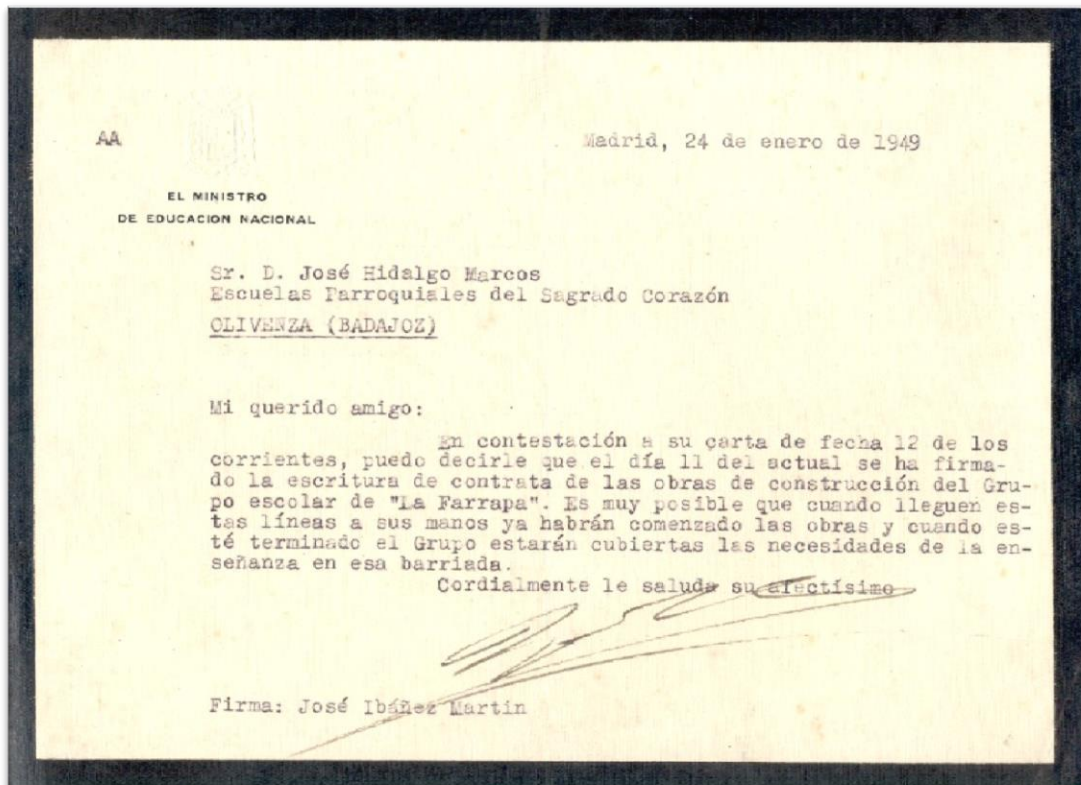 AA
Madrid, 24 de enero de 1949
EL MINISTRO
DE EDUCACION NACIONAL
Sr. D. José Hidalgo Marcos
Escuelas Parroquiales del Sagrado Corazón
OLIVENZA (BADAJOZ)
Mi querido amigo:
En contestación a su carta de fecha 12 de los
corrientes, puedo decirle que el día 11 del actual se ha firma-
do la escritura de contrata de las obras de construcción del Gru-
po escolar de "La Farrapa". Es muy posible que cuando lleguen es-
tas líneas a sus manos ya habrán comenzado las obras y cuando es-
té terminado el Grupo estarán cubiertas las necesidades de la en-
señanza en esa barriada.
Cordialmente le saluda su afectísimo
Firma: José Ibáñez Martin